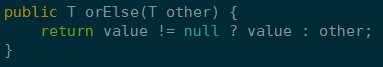 public T orElse(T other) {
    return value != null ? value : other;
}